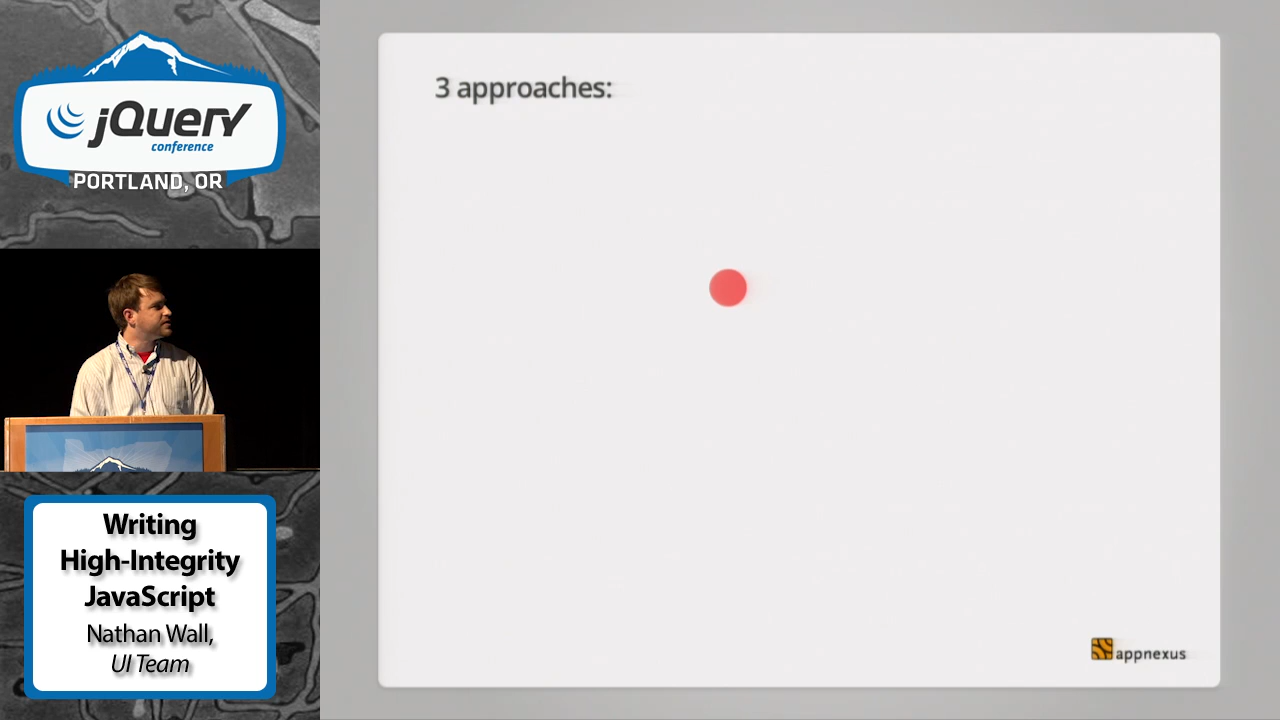 jQuery
conference
PORTLAND, OR
3 approaches:
Writing
High-Integrity
JavaScript
Nathan Wall,
UI Team
appnexus